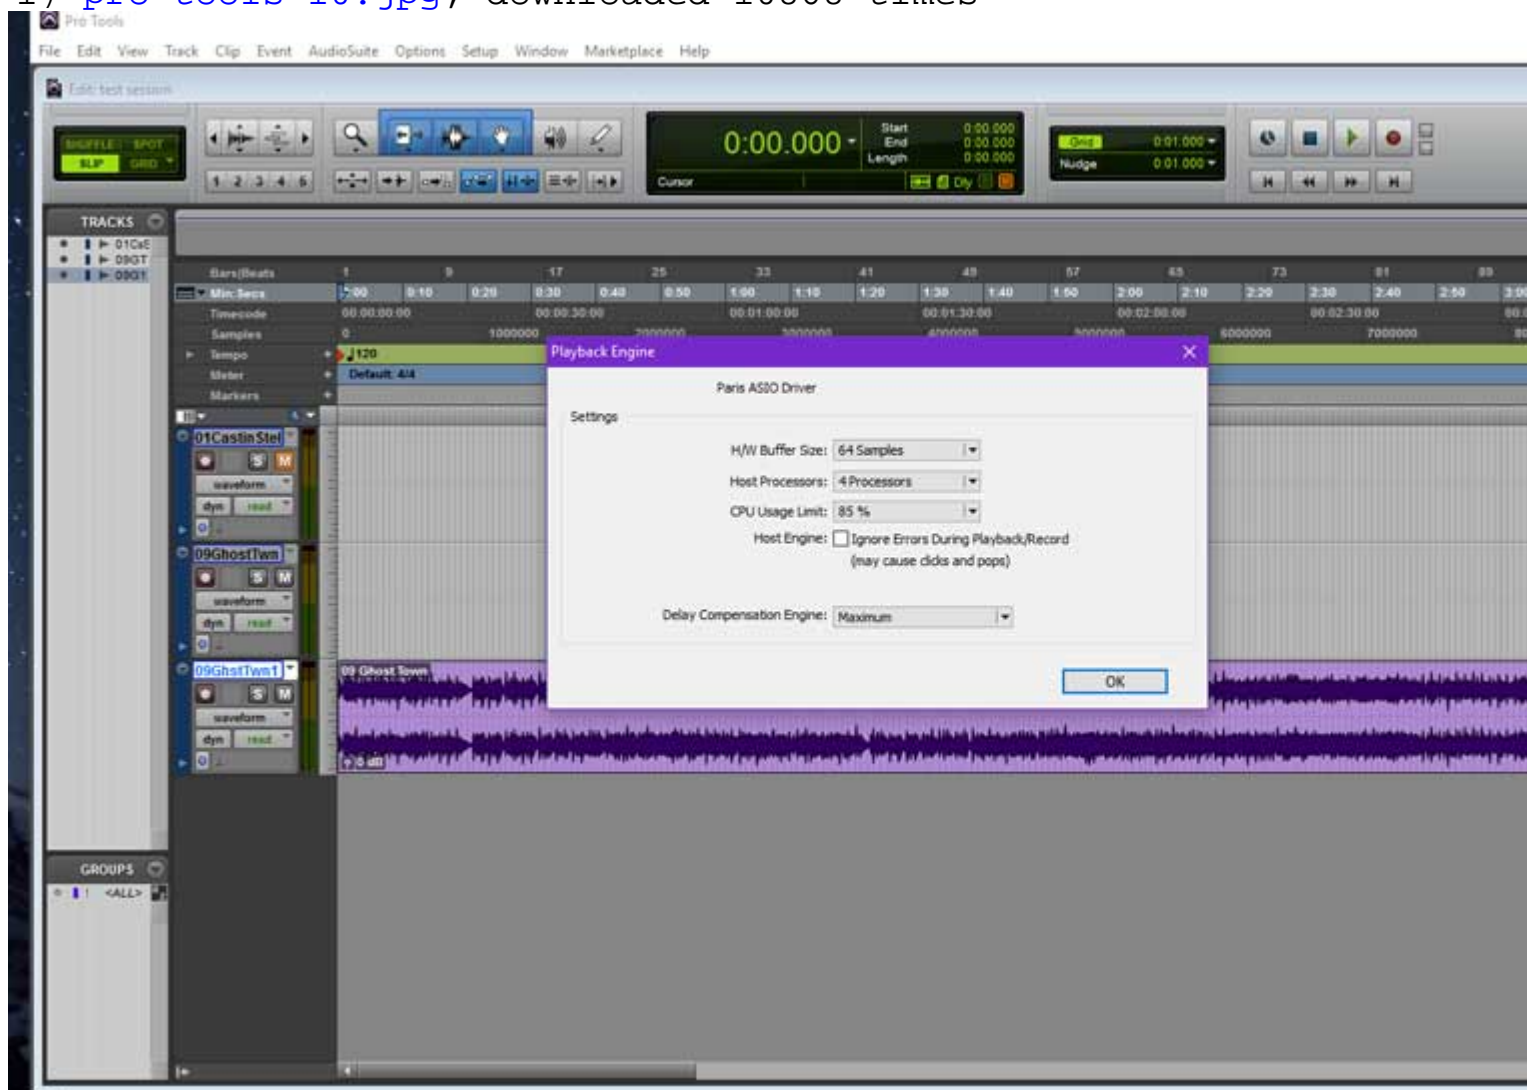 1) pro tools 10.jpg, downloaded 10868 times
Pro Tools
File Edit View Track Clip Event AudioSuite Options Setup Window Marketplace Help
Edit: test session
SHUFFLE SPOT
SLIP GRID
1 2 3 4 5
0:00.000
Start 0:00.000
End 0:00.000
Length 0:00.000
Cursor
Dly
Grid 0:01.000
Nudge 0:01.000
TRACKS
01CaS
09GT
09G1
Bars|Beats 1 9 17 25 33 41 49 57 65 73 81 89
Min:Secs 0:00 0:10 0:20 0:30 0:40 0:50 1:00 1:10 1:20 1:30 1:40 1:50 2:00 2:10 2:20 2:30 2:40 2:50 3:00
Timecode 00:00:00:00 00:00:30:00 00:01:00:00 00:01:30:00 00:02:00:00 00:02:30:00
Samples 0 1000000 2000000 3000000 4000000 5000000 6000000 7000000
Tempo 120
Meter Default: 4/4
Markers
Playback Engine
Paris ASIO Driver
Settings
H/W Buffer Size: 64 Samples
Host Processors: 4 Processors
CPU Usage Limit: 85 %
Host Engine: Ignore Errors During Playback/Record
(may cause clicks and pops)
Delay Compensation Engine: Maximum
OK
01CastinStel
S M
waveform
dyn read
09GhostTwn
S M
waveform
dyn read
09GhstTwn1
S M
waveform
dyn read
09 Ghost Town
0 dB
GROUPS
! <ALL>